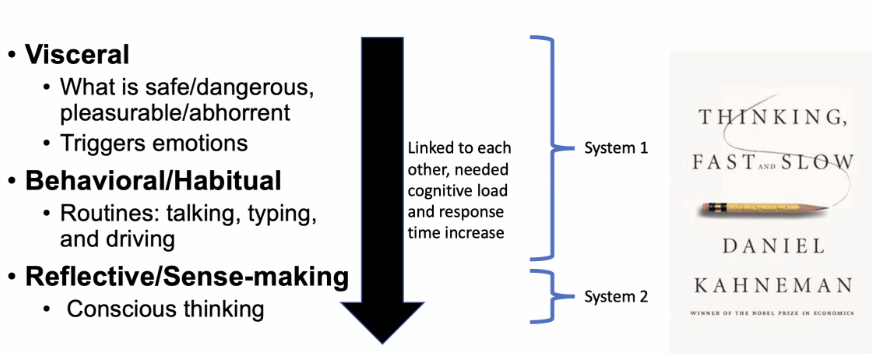 • Visceral
• What is safe/dangerous,
pleasurable/abhorrent
• Triggers emotions
• Behavioral/Habitual
• Routines: talking, typing,
and driving
• Reflective/Sense-making
• Conscious thinking
Linked to each
other, needed
cognitive load
and response
time increase
System 1
System 2
THINKING,
FAST AND SLOW
DANIEL
KAHNEMAN
WINNER OF THE NOBEL PRIZE IN ECONOMICS